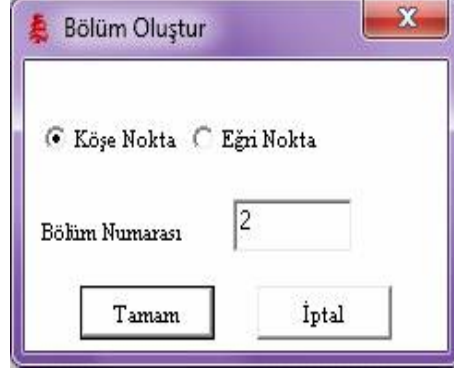 Bölüm Oluştur
Köşe Nokta Eğri Nokta
Bölüm Numarası 2
Tamam İptal